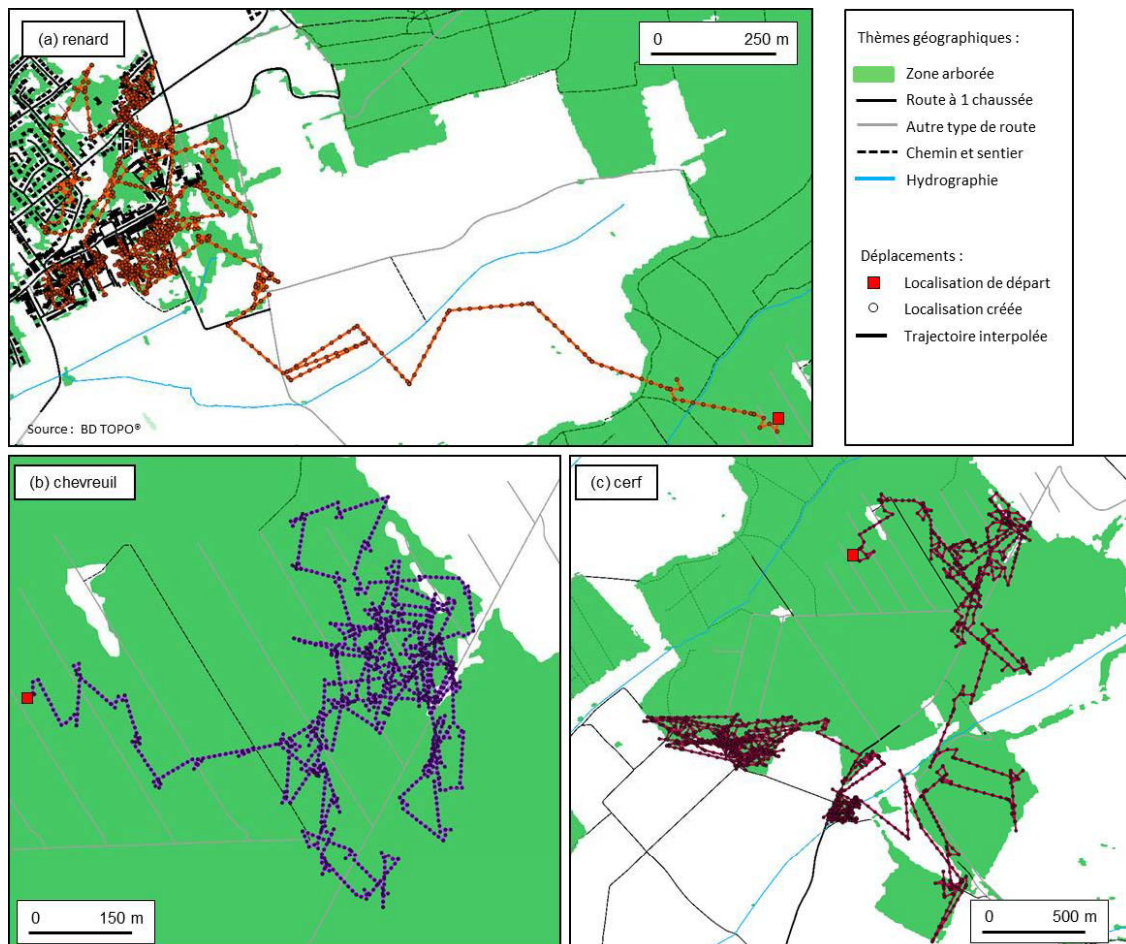 (a) renard
0 250 m
Source : BD TOPO®
Thèmes géographiques :
Zone arborée
Route à 1 chaussée
Autre type de route
Chemin et sentier
Hydrographie
Déplacements :
Localisation de départ
Localisation créée
Trajectoire interpolée
(b) chevreuil
0 150 m
(c) cerf
0 500 m